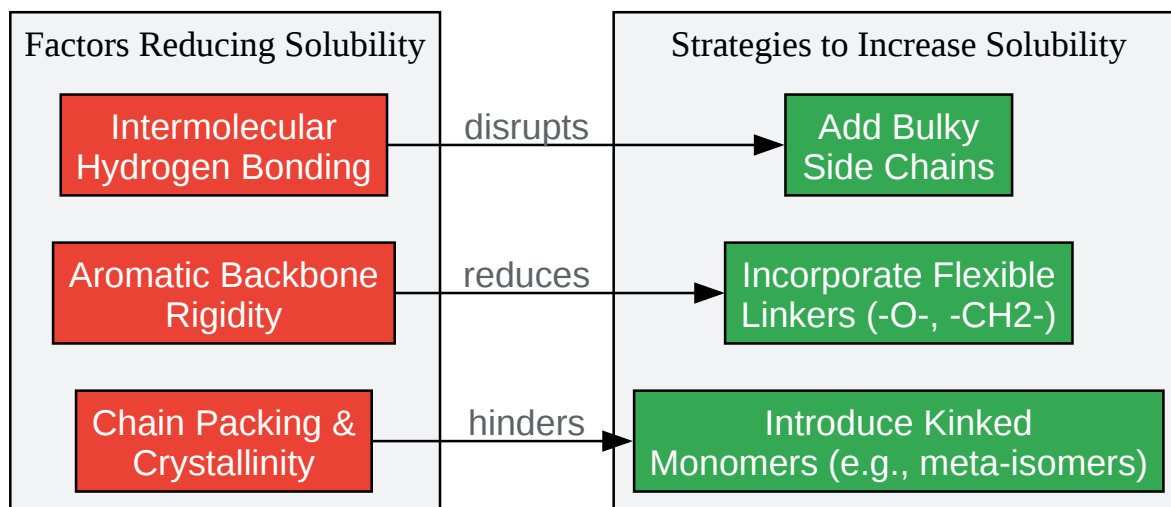 Factors Reducing Solubility
Strategies to Increase Solubility
Intermolecular
Hydrogen Bonding
disrupts
Add Bulky
Side Chains
Aromatic Backbone
Rigidity
reduces
Incorporate Flexible
Linkers (-O-, -CH2-)
Chain Packing &
Crystallinity
hinders
Introduce Kinked
Monomers (e.g., meta-isomers)